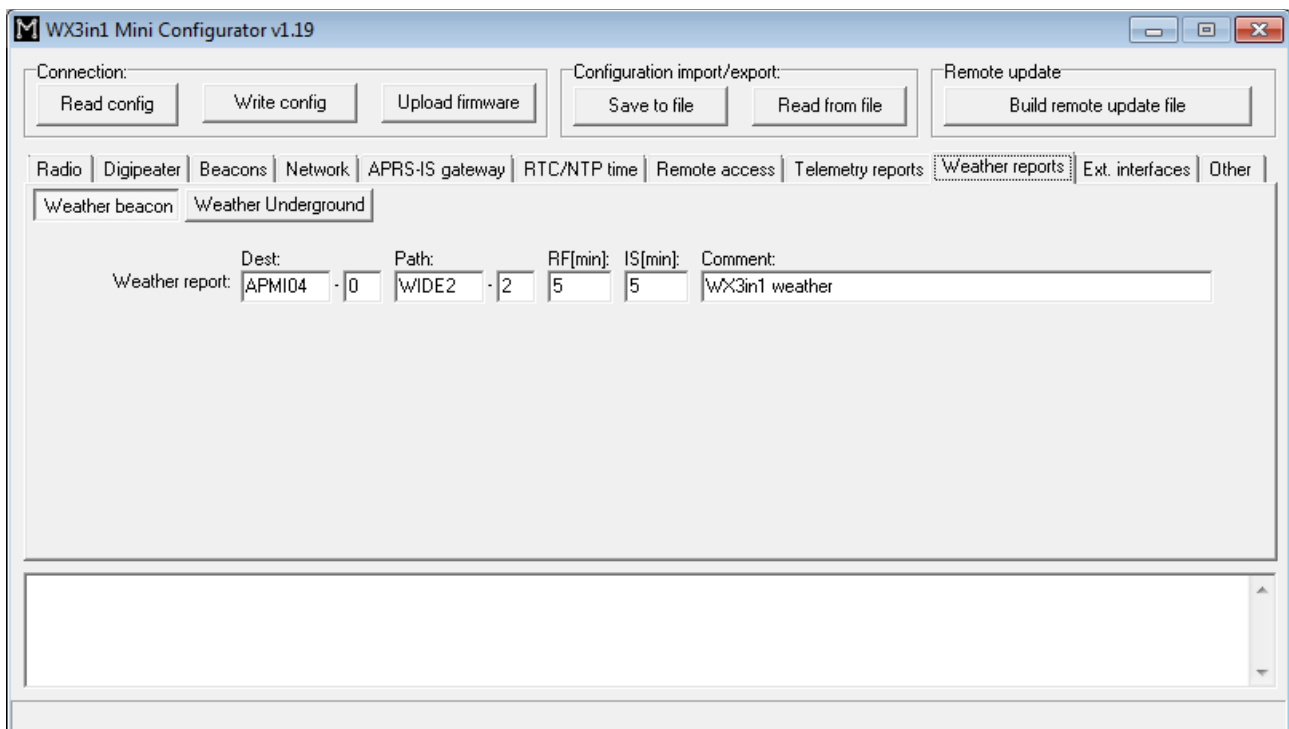 WX3in1 Mini Configurator v1.19
Connection: Configuration import/export: Remote update
Read config Write config Upload firmware Save to file Read from file Build remote update file
Radio Digipeater Beacons Network APRS-IS gateway RTC/NTP time Remote access Telemetry reports Weather reports Ext. interfaces Other
Weather beacon Weather Underground
Dest: Path: RF[min]: IS[min]: Comment:
Weather report: APMI04 - 0 WIDE2 - 2 5 5 WX3in1 weather